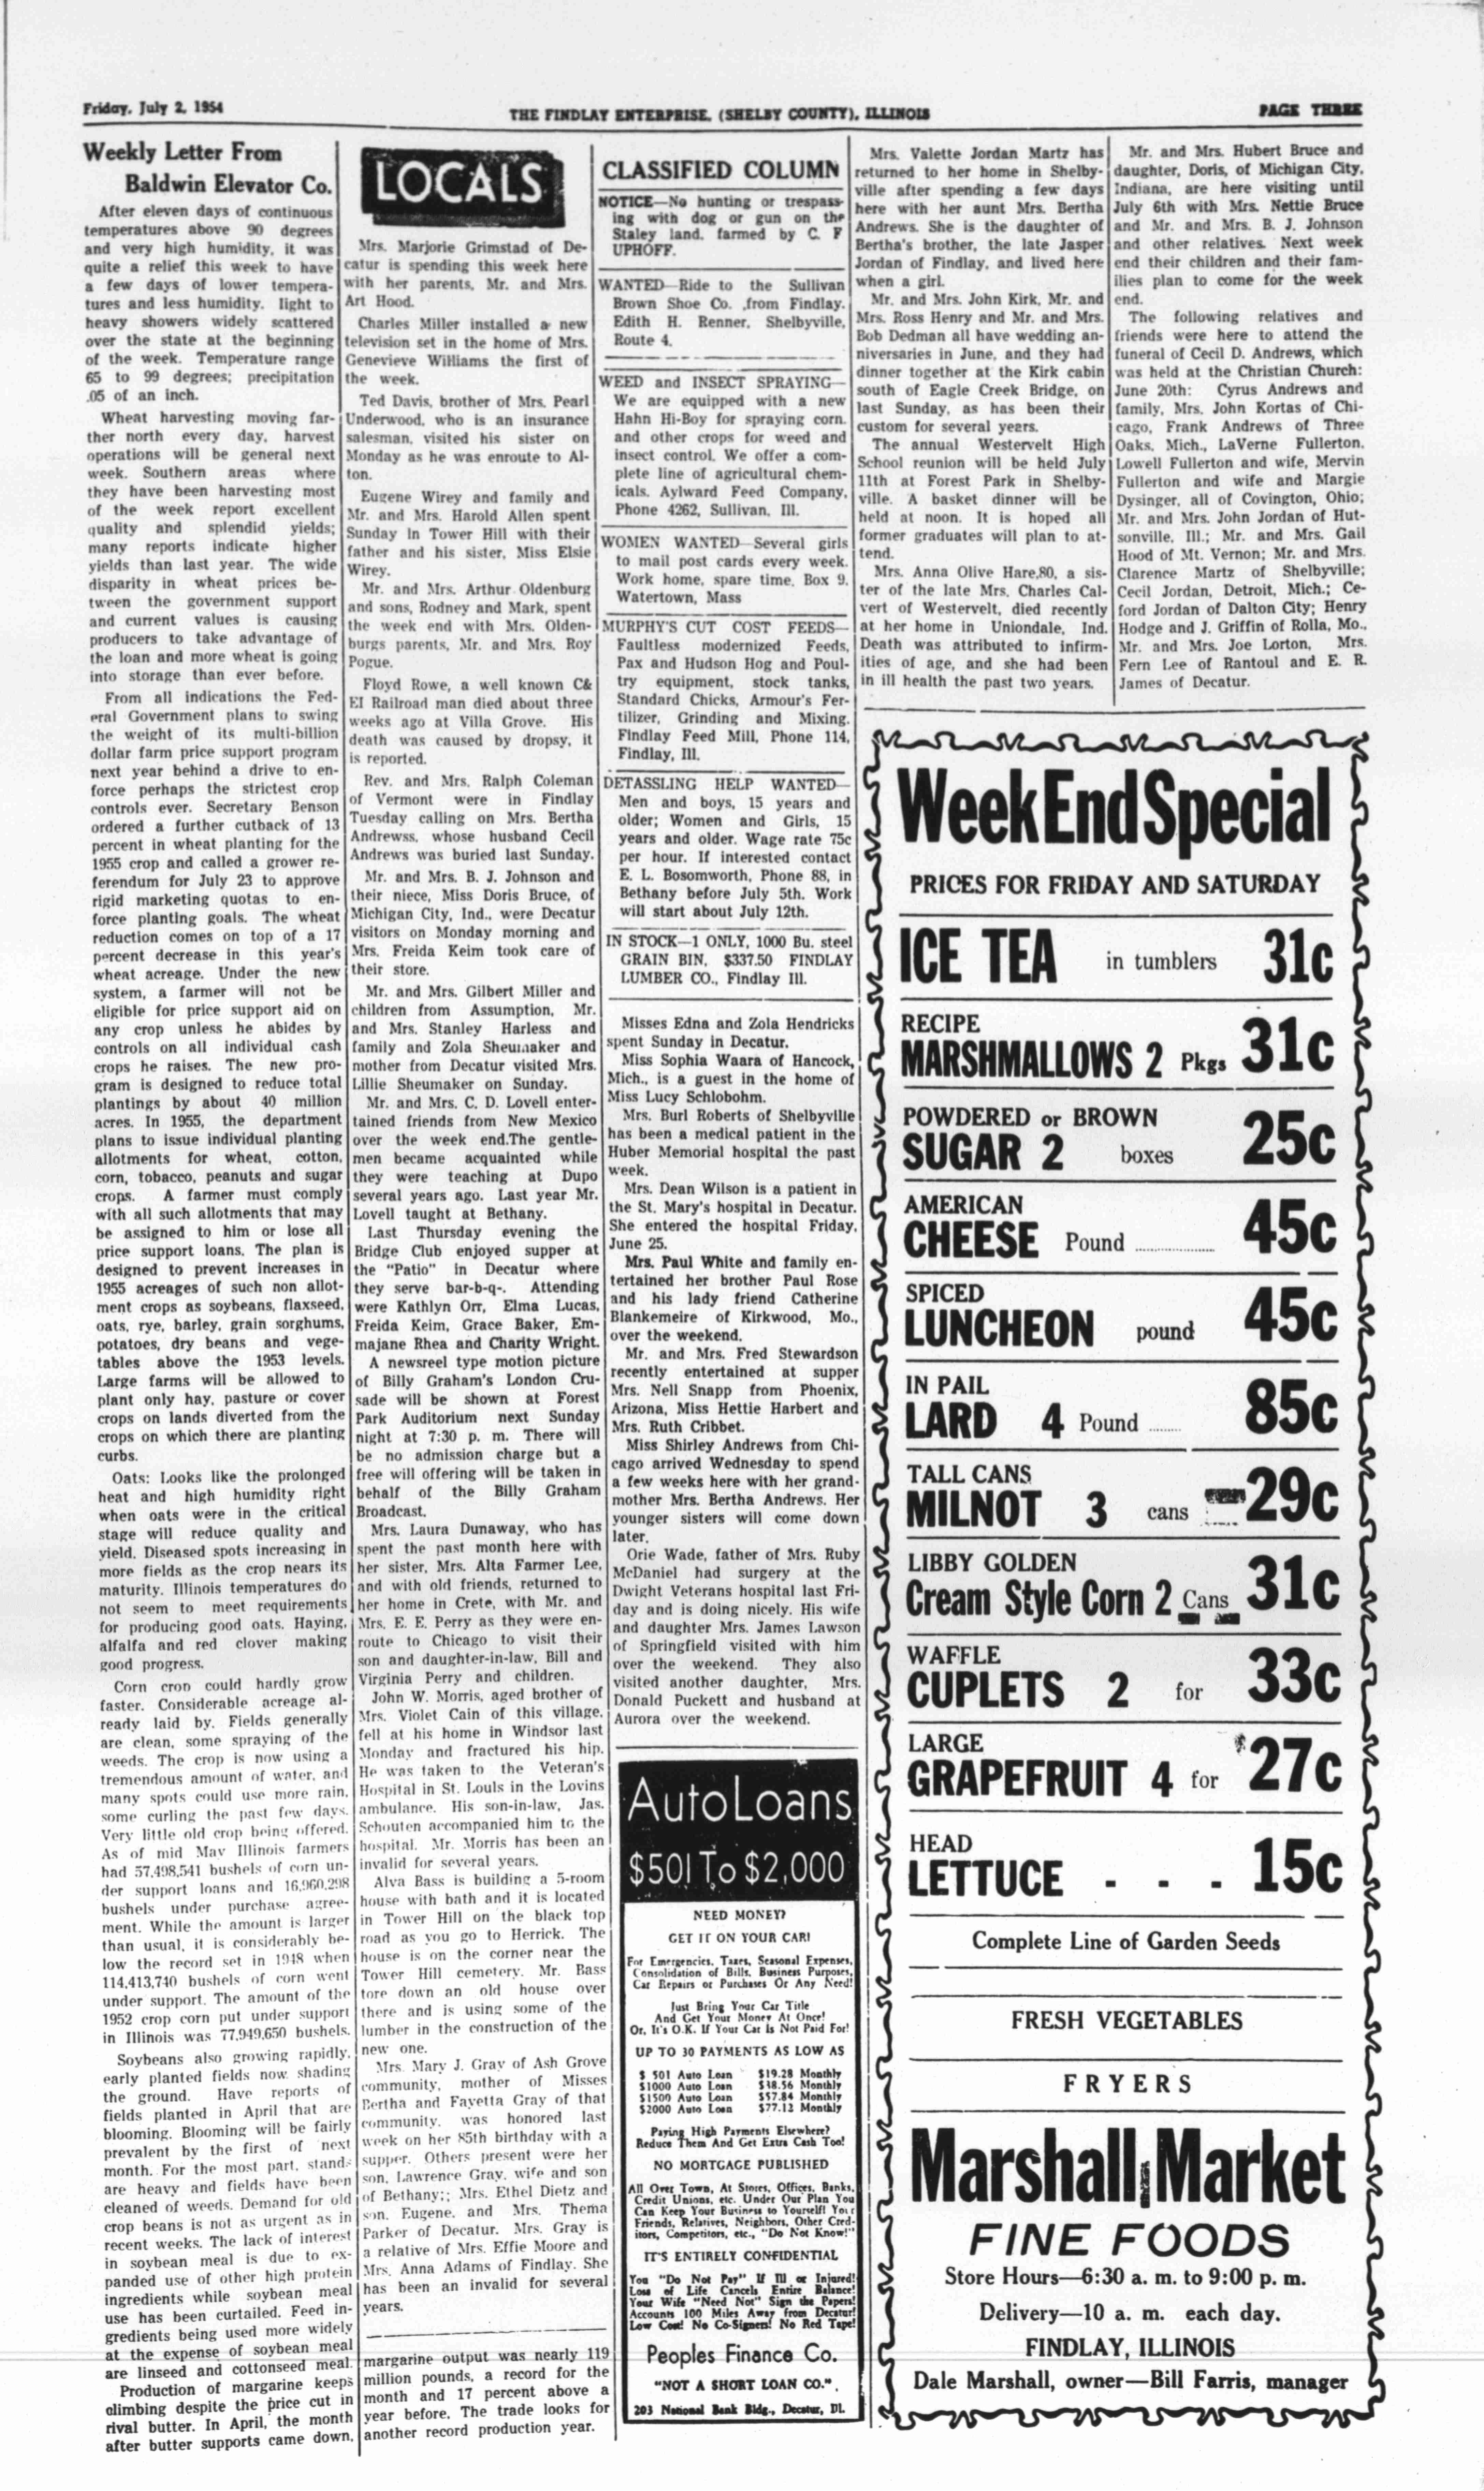 Friday, July 2, 1954
THE FINDLAY ENTERPRISE, (SHELBY COUNTY), ILLINOIS
PAGE THREE
Weekly Letter From
Baldwin Elevator Co.
After eleven days of continuous
temperatures above 90 degrees
and very high humidity, it was
quite a relief this week to have
a few days of lower tempera-
tures and less humidity. light to
heavy showers widely scattered
over the state at the beginning
of the week. Temperature range
65 to 99 degrees; precipitation
.05 of an inch.
Wheat harvesting moving far-
ther north every day, harvest
operations will be general next
week. Southern areas where
they have been harvesting most
of the week report excellent
quality and splendid yields;
many reports indicate higher
yields than last year. The wide
disparity in wheat prices be-
tween the government support
and current values is causing
producers to take advantage of
the loan and more wheat is going
into storage than ever before.
From all indications the Fed-
eral Government plans to swing
the weight of its multi-billion
dollar farm price support program
next year behind a drive to en-
force perhaps the strictest crop
controls ever. Secretary Benson
ordered a further cutback of 13
percent in wheat planting for the
1955 crop and called a grower re-
ferendum for July 23 to approve
rigid marketing quotas to en-
force planting goals. The wheat
reduction comes on top of a 17
percent decrease in this year's
wheat acreage. Under the new
system, a farmer will not be
eligible for price support aid on
any crop unless he abides by
controls on all individual cash
crops he raises. The new pro-
gram is designed to reduce total
plantings by about 40 million
acres. In 1955, the department
plans to issue individual planting
allotments for wheat, cotton,
corn, tobacco, peanuts and sugar
crops. A farmer must comply
with all such allotments that may
be assigned to him or lose all
price support loans. The plan is
designed to prevent increases in
1955 acreages of such non allot-
ment crops as soybeans, flaxseed,
oats, rye, barley, grain sorghums,
potatoes, dry beans and vege-
tables above the 1953 levels.
Large farms will be allowed to
plant only hay, pasture or cover
crops on lands diverted from the
crops on which there are planting
curbs.
Oats: Looks like the prolonged
heat and high humidity right
when oats were in the critical
stage will reduce quality and
yield. Diseased spots increasing in
more fields as the crop nears its
maturity. Illinois temperatures do
not seem to meet requirements
for producing good oats. Haying,
alfalfa and red clover making
good progress.
Corn crop could hardly grow
faster. Considerable acreage al-
ready laid by. Fields generally
are clean, some spraying of the
weeds. The crop is now using a
tremendous amount of water, and
many spots could use more rain,
some curling the past few days.
Very little old crop being offered.
As of mid May Illinois farmers
had 57,498,541 bushels of corn un-
der support loans and 16,960,298
bushels under purchase agree-
ment. While the amount is larger
than usual, it is considerably be-
low the record set in 1948 when
114,413,740 bushels of corn went
under support. The amount of the
1952 crop corn put under support
in Illinois was 77,949,650 bushels.
Soybeans also growing rapidly,
early planted fields now shading
the ground. Have reports of
fields planted in April that are
blooming. Blooming will be fairly
prevalent by the first of next
month. For the most part, stands
are heavy and fields have been
cleaned of weeds. Demand for old
crop beans is not as urgent as in
recent weeks. The lack of interest
in soybean meal is due to ex-
panded use of other high protein
ingredients while soybean meal
use has been curtailed. Feed in-
gredients being used more widely
at the expense of soybean meal
are linseed and cottonseed meal.
Production of margarine keeps
climbing despite the price cut in
rival butter. In April, the month
after butter supports came down,
LOCALS
Mrs. Marjorie Grimstad of De-
catur is spending this week here
with her parents, Mr. and Mrs.
Art Hood.
Charles Miller installed a new
television set in the home of Mrs.
Genevieve Williams the first of
the week.
Ted Davis, brother of Mrs. Pearl
Underwood, who is an insurance
salesman, visited his sister on
Monday as he was enroute to Al-
ton.
Eugene Wirey and family and
Mr. and Mrs. Harold Allen spent
Sunday in Tower Hill with their
father and his sister, Miss Elsie
Wirey.
Mr. and Mrs. Arthur Oldenburg
and sons, Rodney and Mark, spent
the week end with Mrs. Olden-
burgs parents, Mr. and Mrs. Roy
Pogue.
Floyd Rowe, a well known C&
EI Railroad man died about three
weeks ago at Villa Grove. His
death was caused by dropsy, it
is reported.
Rev. and Mrs. Ralph Coleman
of Vermont were in Findlay
Tuesday calling on Mrs. Bertha
Andrewss, whose husband Cecil
Andrews was buried last Sunday.
Mr. and Mrs. B. J. Johnson and
their niece, Miss Doris Bruce, of
Michigan City, Ind., were Decatur
visitors on Monday morning and
Mrs. Freida Keim took care of
their store.
Mr. and Mrs. Gilbert Miller and
children from Assumption, Mr.
and Mrs. Stanley Harless and
family and Zola Sheumaker and
mother from Decatur visited Mrs.
Lillie Sheumaker on Sunday.
Mr. and Mrs. C. D. Lovell enter-
tained friends from New Mexico
over the week end.The gentle-
men became acquainted while
they were teaching at Dupo
several years ago. Last year Mr.
Lovell taught at Bethany.
Last Thursday evening the
Bridge Club enjoyed supper at
the "Patio" in Decatur where
they serve bar-b-q-. Attending
were Kathlyn Orr, Elma Lucas,
Freida Keim, Grace Baker, Em-
majane Rhea and Charity Wright.
A newsreel type motion picture
of Billy Graham's London Cru-
sade will be shown at Forest
Park Auditorium next Sunday
night at 7:30 p. m. There will
be no admission charge but a
free will offering will be taken in
behalf of the Billy Graham
Broadcast.
Mrs. Laura Dunaway, who has
spent the past month here with
her sister, Mrs. Alta Farmer Lee,
and with old friends, returned to
her home in Crete, with Mr. and
Mrs. E. E. Perry as they were en-
route to Chicago to visit their
son and daughter-in-law, Bill and
Virginia Perry and children.
John W. Morris, aged brother of
Mrs. Violet Cain of this village,
fell at his home in Windsor last
Monday and fractured his hip.
He was taken to the Veteran's
Hospital in St. Louis in the Lovins
ambulance. His son-in-law, Jas.
Schouten accompanied him to the
hospital. Mr. Morris has been an
invalid for several years.
Alva Bass is building a 5-room
house with bath and it is located
in Tower Hill on the black top
road as you go to Herrick. The
house is on the corner near the
Tower Hill cemetery. Mr. Bass
tore down an old house over
there and is using some of the
lumber in the construction of the
new one.
Mrs. Mary J. Gray of Ash Grove
community, mother of Misses
Bertha and Fayetta Gray of that
community, was honored last
week on her 85th birthday with a
supper. Others present were her
son, Lawrence Gray, wife and son
of Bethany;; Mrs. Ethel Dietz and
son, Eugene, and Mrs. Thema
Parker of Decatur. Mrs. Gray is
a relative of Mrs. Effie Moore and
Mrs. Anna Adams of Findlay. She
has been an invalid for several
years.
margarine output was nearly 119
million pounds, a record for the
month and 17 percent above a
year before. The trade looks for
another record production year.
CLASSIFIED COLUMN
NOTICE—No hunting or trespass-
ing with dog or gun on the
Staley land, farmed by C. F
UPHOFF.
WANTED—Ride to the Sullivan
Brown Shoe Co. ,from Findlay.
Edith H. Renner, Shelbyville,
Route 4.
WEED and INSECT SPRAYING—
We are equipped with a new
Hahn Hi-Boy for spraying corn.
and other crops for weed and
insect control. We offer a com-
plete line of agricultural chem-
icals. Aylward Feed Company,
Phone 4262, Sullivan, Ill.
WOMEN WANTED—Several girls
to mail post cards every week.
Work home, spare time, Box 9,
Watertown, Mass
MURPHY'S CUT COST FEEDS—
Faultless modernized Feeds,
Pax and Hudson Hog and Poul-
try equipment, stock tanks,
Standard Chicks, Armour's Fer-
tilizer, Grinding and Mixing.
Findlay Feed Mill, Phone 114,
Findlay, Ill.
DETASSLING HELP WANTED—
Men and boys, 15 years and
older; Women and Girls, 15
years and older. Wage rate 75c
per hour. If interested contact
E. L. Bosomworth, Phone 88, in
Bethany before July 5th. Work
will start about July 12th.
IN STOCK—1 ONLY, 1000 Bu. steel
GRAIN BIN, $337.50 FINDLAY
LUMBER CO., Findlay Ill.
Misses Edna and Zola Hendricks
spent Sunday in Decatur.
Miss Sophia Waara of Hancock,
Mich., is a guest in the home of
Miss Lucy Schlobohm.
Mrs. Burl Roberts of Shelbyville
has been a medical patient in the
Huber Memorial hospital the past
week.
Mrs. Dean Wilson is a patient in
the St. Mary's hospital in Decatur.
She entered the hospital Friday,
June 25.
Mrs. Paul White and family en-
tertained her brother Paul Rose
and his lady friend Catherine
Blankemeire of Kirkwood, Mo.,
over the weekend.
Mr. and Mrs. Fred Stewardson
recently entertained at supper
Mrs. Nell Snapp from Phoenix,
Arizona, Miss Hettie Harbert and
Mrs. Ruth Cribbet.
Miss Shirley Andrews from Chi-
cago arrived Wednesday to spend
a few weeks here with her grand-
mother Mrs. Bertha Andrews. Her
younger sisters will come down
later.
Orie Wade, father of Mrs. Ruby
McDaniel had surgery at the
Dwight Veterans hospital last Fri-
day and is doing nicely. His wife
and daughter Mrs. James Lawson
of Springfield visited with him
over the weekend. They also
visited another daughter, Mrs.
Donald Puckett and husband at
Aurora over the weekend.
Auto Loans
$501 To $2,000
NEED MONEY?
GET IT ON YOUR CAR!
For Emergencies, Taxes, Seasonal Expenses,
Consolidation of Bills, Business Purposes,
Car Repairs or Purchases Or Any Need!
Just Bring Your Car Title
And Get Your Money At Once!
Or, It's O.K. If Your Car Is Not Paid For!
UP TO 30 PAYMENTS AS LOW AS
$ 501 Auto Loan $19.28 Monthly
$1000 Auto Loan $38.56 Monthly
$1500 Auto Loan $57.84 Monthly
$2000 Auto Loan $77.12 Monthly
Paying High Payments Elsewhere?
Reduce Them And Get Extra Cash Too!
NO MORTGAGE PUBLISHED
All Over Town, At Stores, Offices, Banks,
Credit Unions, etc. Under Our Plan You
Can Keep Your Business to Yourself! Your
Friends, Relatives, Neighbors, Other Cred-
itors, Competitors, etc., "Do Not Know!"
IT'S ENTIRELY CONFIDENTIAL
You "Do Not Pay" If Ill or Injured!
Loss of Life Cancels Entire Balance!
Your Wife "Need Not" Sign the Papers!
Accounts 100 Miles Away from Decatur!
Low Cost! No Co-Signers! No Red Tape!
Peoples Finance Co.
"NOT A SHORT LOAN CO."
203 National Bank Bldg., Decatur, Ill.
Mrs. Valette Jordan Martz has
returned to her home in Shelby-
ville after spending a few days
here with her aunt Mrs. Bertha
Andrews. She is the daughter of
Bertha's brother, the late Jasper
Jordan of Findlay, and lived here
when a girl.
Mr. and Mrs. John Kirk, Mr. and
Mrs. Ross Henry and Mr. and Mrs.
Bob Dedman all have wedding an-
niversaries in June, and they had
dinner together at the Kirk cabin
south of Eagle Creek Bridge, on
last Sunday, as has been their
custom for several years.
The annual Westervelt High
School reunion will be held July
11th at Forest Park in Shelby-
ville. A basket dinner will be
held at noon. It is hoped all
former graduates will plan to at-
tend.
Mrs. Anna Olive Hare,80, a sis-
ter of the late Mrs. Charles Cal-
vert of Westervelt, died recently
at her home in Uniondale, Ind.
Death was attributed to infirm-
ities of age, and she had been
in ill health the past two years.
Mr. and Mrs. Hubert Bruce and
daughter, Doris, of Michigan City,
Indiana, are here visiting until
July 6th with Mrs. Nettie Bruce
and Mr. and Mrs. B. J. Johnson
and other relatives. Next week
end their children and their fam-
ilies plan to come for the week
end.
The following relatives and
friends were here to attend the
funeral of Cecil D. Andrews, which
was held at the Christian Church:
June 20th: Cyrus Andrews and
family, Mrs. John Kortas of Chi-
cago, Frank Andrews of Three
Oaks, Mich., LaVerne Fullerton,
Lowell Fullerton and wife, Mervin
Fullerton and wife and Margie
Dysinger, all of Covington, Ohio;
Mr. and Mrs. John Jordan of Hut-
sonville, Ill.; Mr. and Mrs. Gail
Hood of Mt. Vernon; Mr. and Mrs.
Clarence Martz of Shelbyville;
Cecil Jordan, Detroit, Mich.; Ce-
ford Jordan of Dalton City; Henry
Hodge and J. Griffin of Rolla, Mo.,
Mr. and Mrs. Joe Lorton, Mrs.
Fern Lee of Rantoul and E. R.
James of Decatur.
Week End Special
PRICES FOR FRIDAY AND SATURDAY
ICE TEA in tumblers 31c
RECIPE
MARSHMALLOWS 2 Pkgs 31c
POWDERED or BROWN
SUGAR 2 boxes 25c
AMERICAN
CHEESE Pound 45c
SPICED
LUNCHEON pound 45c
IN PAIL
LARD 4 Pound 85c
TALL CANS
MILNOT 3 cans 29c
LIBBY GOLDEN
Cream Style Corn 2 Cans 31c
WAFFLE
CUPLETS 2 for 33c
LARGE
GRAPEFRUIT 4 for 27c
HEAD
LETTUCE - - - 15c
Complete Line of Garden Seeds
FRESH VEGETABLES
FRYERS
Marshall Market
FINE FOODS
Store Hours—6:30 a. m. to 9:00 p. m.
Delivery—10 a. m. each day.
FINDLAY, ILLINOIS
Dale Marshall, owner—Bill Farris, manager